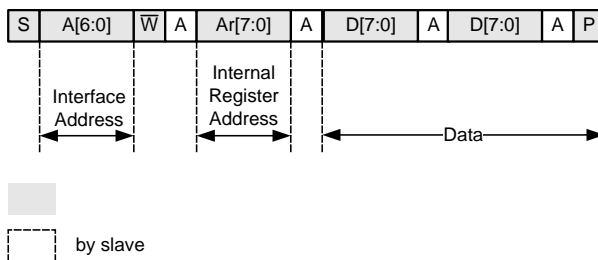 S A[6:0] W̅ A Ar[7:0] A D[7:0] A D[7:0] A P
Interface
Address
Internal
Register
Address
Data
by slave